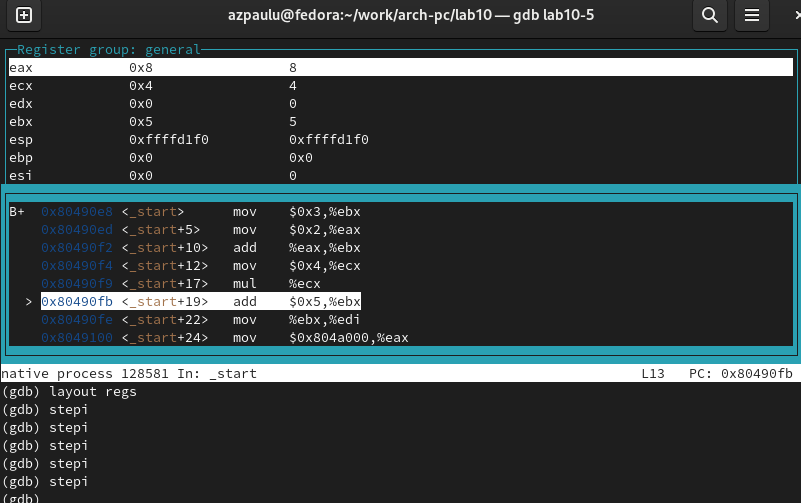 azpaulu@fedora:~/work/arch-pc/lab10 — gdb lab10-5
Register group: general
eax 0x8 8
ecx 0x4 4
edx 0x0 0
ebx 0x5 5
esp 0xffffd1f0 0xffffd1f0
ebp 0x0 0x0
esi 0x0 0
B+ 0x80490e8 <_start> mov $0x3,%ebx
0x80490ed <_start+5> mov $0x2,%eax
0x80490f2 <_start+10> add %eax,%ebx
0x80490f4 <_start+12> mov $0x4,%ecx
0x80490f9 <_start+17> mul %ecx
> 0x80490fb <_start+19> add $0x5,%ebx
0x80490fe <_start+22> mov %ebx,%edi
0x8049100 <_start+24> mov $0x804a000,%eax
native process 128581 In: _start L13 PC: 0x80490fb
(gdb) layout regs
(gdb) stepi
(gdb) stepi
(gdb) stepi
(gdb) stepi
(gdb) stepi
(gdb)